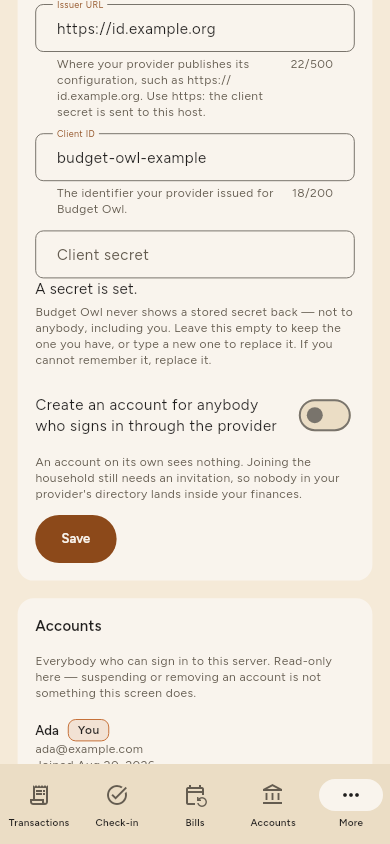 Issuer URL
https://id.example.org
Where your provider publishes its
22/500
configuration, such as https://
id.example.org. Use https: the client
secret is sent to this host.
Client ID
budget-owl-example
The identifier your provider issued for
18/200
Budget Owl.
Client secret
A secret is set.
Budget Owl never shows a stored secret back — not to
anybody, including you. Leave this empty to keep the
one you have, or type a new one to replace it. If you
cannot remember it, replace it.
Create an account for anybody
who signs in through the provider
An account on its own sees nothing. Joining the
household still needs an invitation, so nobody in your
provider's directory lands inside your finances.
Save
Accounts
Everybody who can sign in to this server. Read-only
here — suspending or removing an account is not
something this screen does.
Ada
You
ada@example.com
Joined Aug 20, 2026
Transactions
Check-in
Bills
Accounts
More